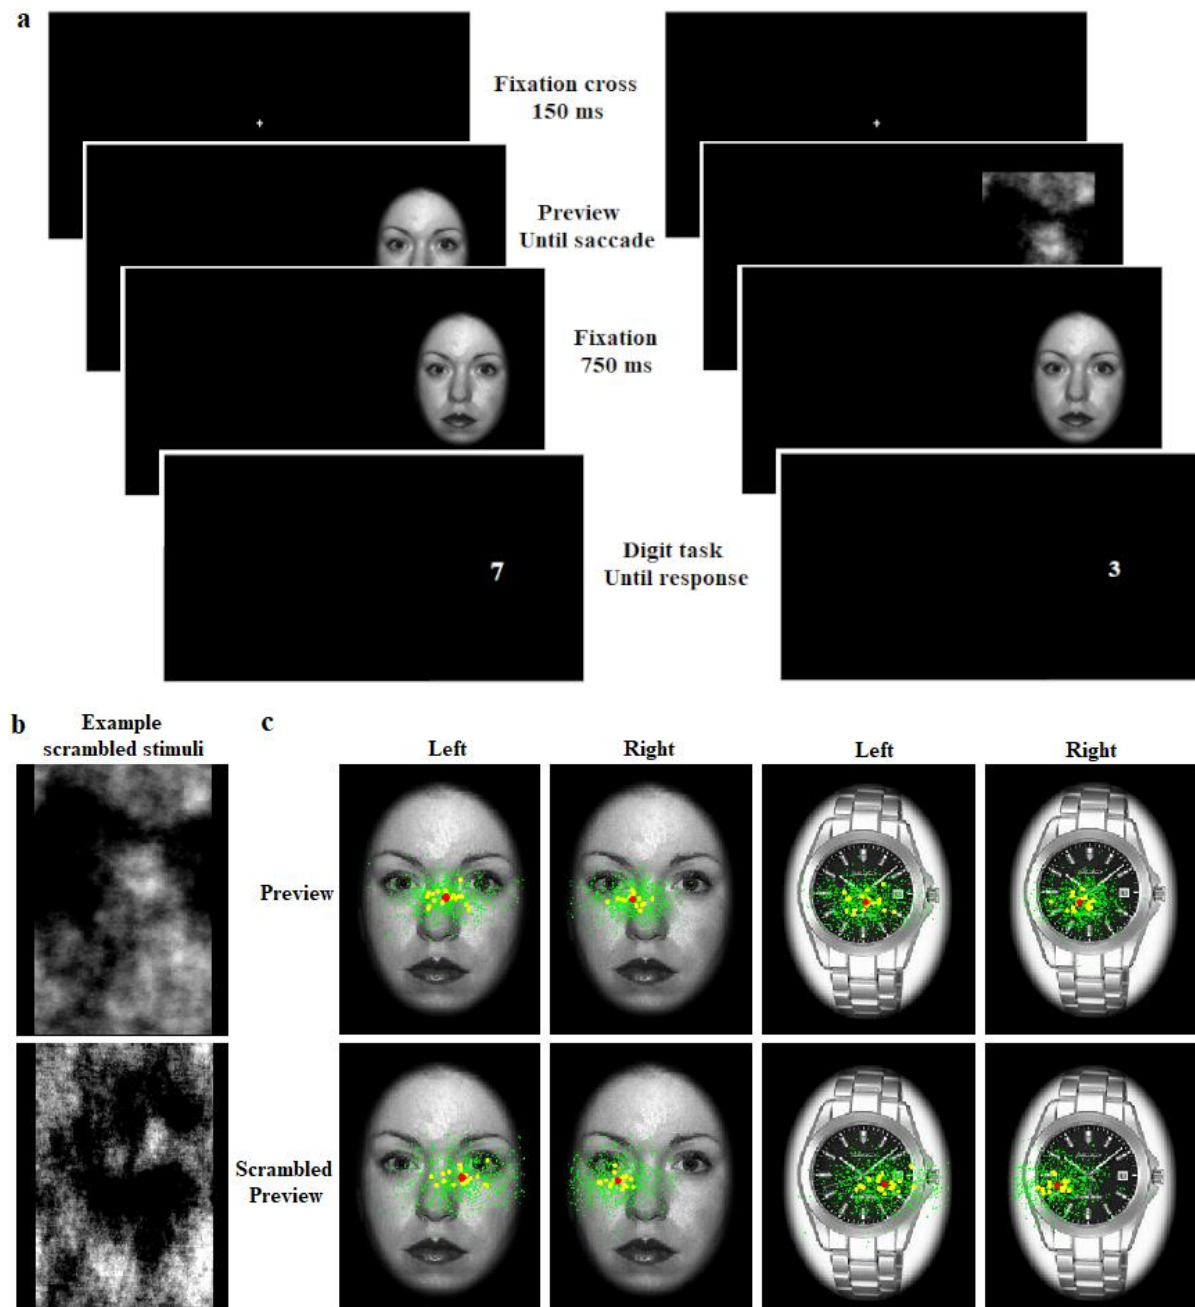 a
Fixation cross
150 ms
Preview
Until saccade
Fixation
750 ms
7
Digit task
Until response
3
b
Example
scrambled stimuli
c
Left
Right
Left
Right
Preview
Scrambled
Preview